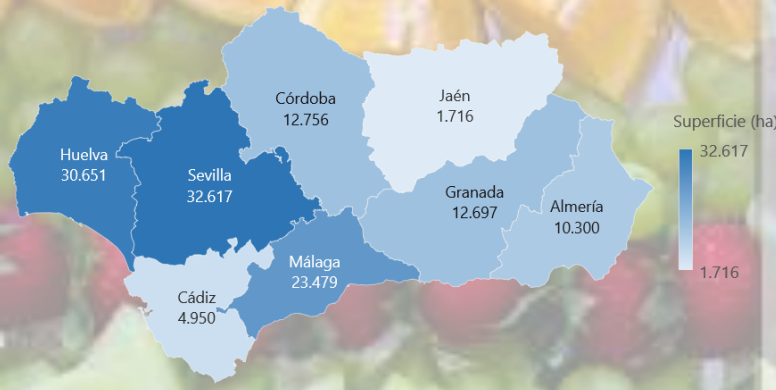 Córdoba
12.756
Jaén
1.716
Superficie (ha)
32.617
Huelva
30.651
Sevilla
32.617
Granada
12.697
Almería
10.300
Málaga
23.479
1.716
Cádiz
4.950